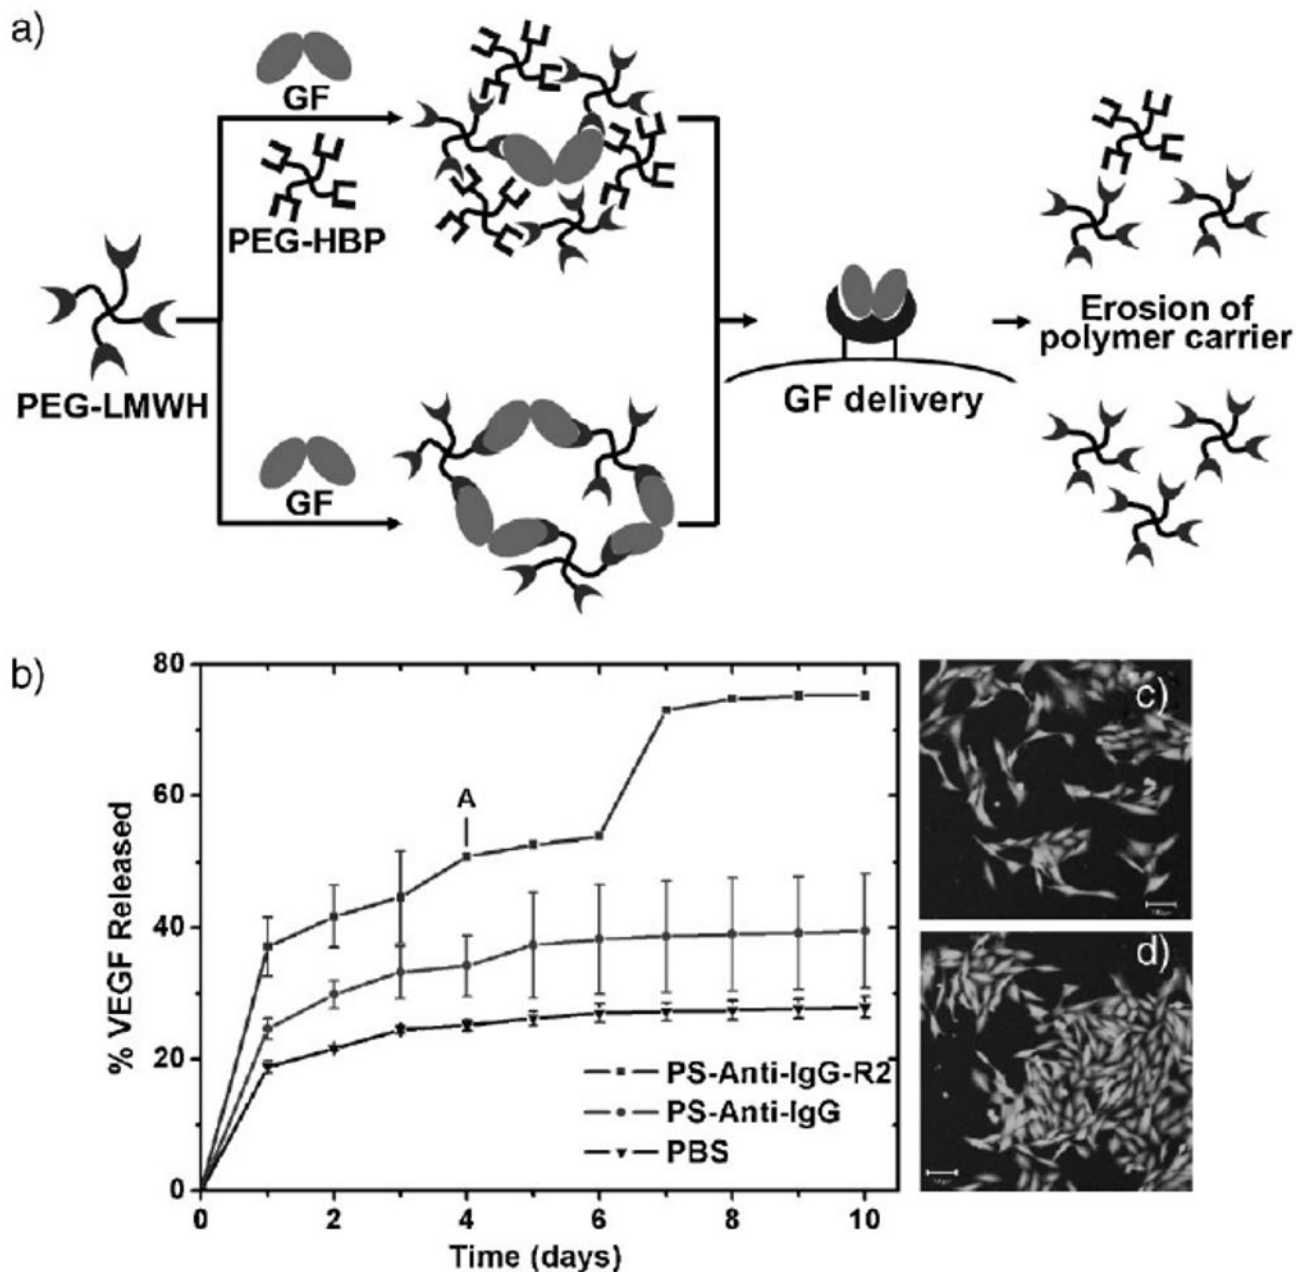 a)
GF
PEG-HBP
PEG-LMWH
GF
GF delivery
Erosion of
polymer carrier
b)
80
60
40
20
0
% VEGF Released
A
PS-Anti-IgG-R2
PS-Anti-IgG
PBS
0 2 4 6 8 10
Time (days)
c)
d)